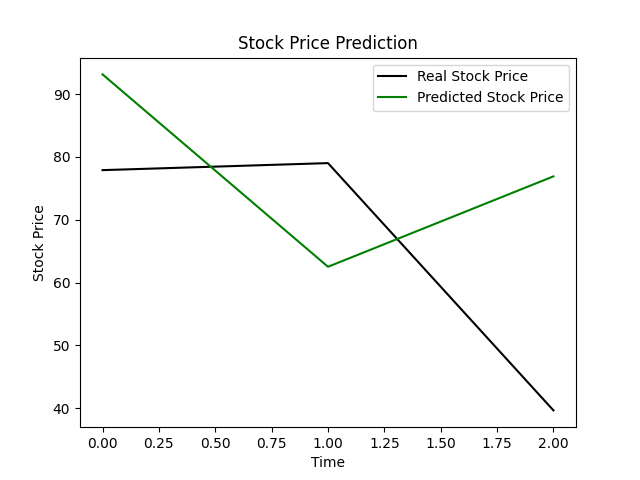 Stock Price Prediction
Real Stock Price
Predicted Stock Price
Stock Price
90
80
70
60
50
40
0.00 0.25 0.50 0.75 1.00 1.25 1.50 1.75 2.00
Time